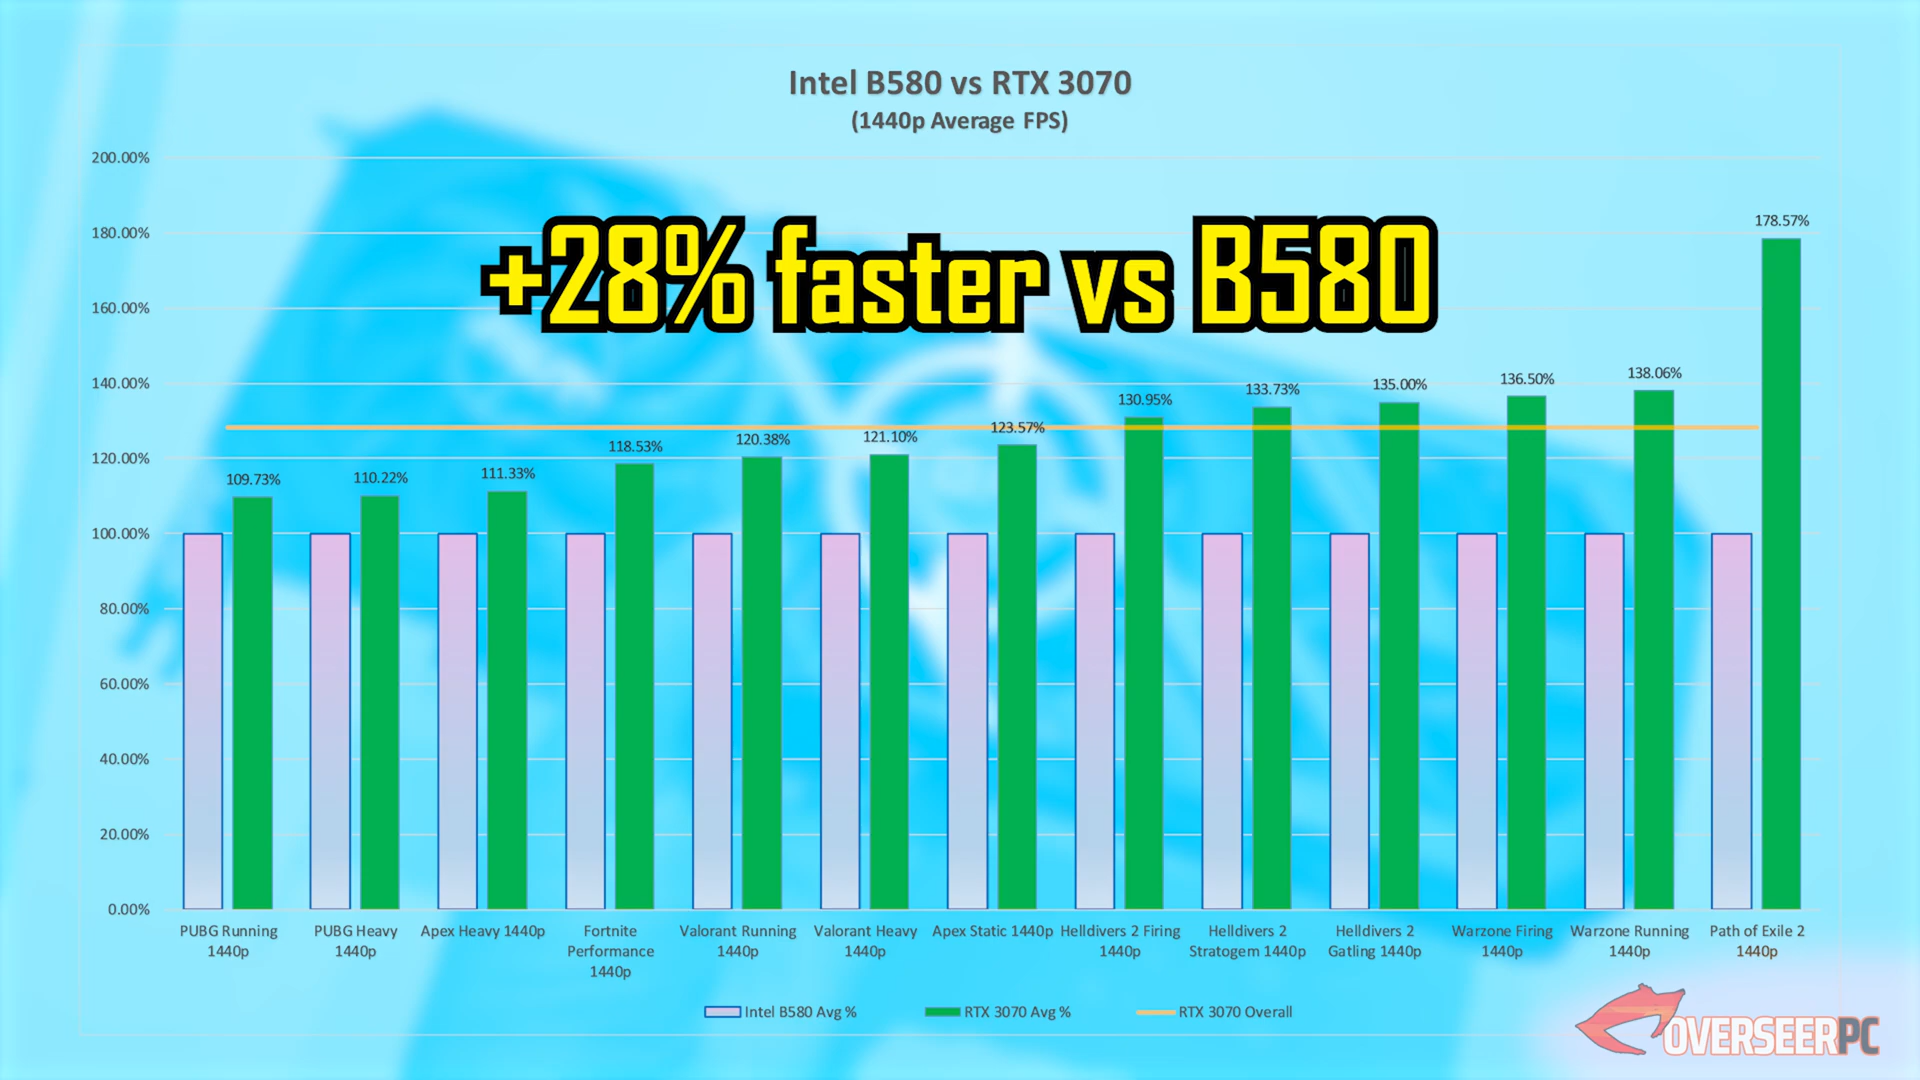 Intel B580 vs RTX 3070
(1440p Average FPS)
200.00%
180.00%
160.00%
140.00%
120.00%
100.00%
80.00%
60.00%
40.00%
20.00%
0.00%
+28% faster vs B580
109.73%
110.22%
111.33%
118.53%
120.38%
121.10%
123.57%
130.95%
133.73%
135.00%
136.50%
138.06%
178.57%
PUBG Running
1440p
PUBG Heavy
1440p
Apex Heavy 1440p
Fortnite
Performance
1440p
Valorant Running
1440p
Valorant Heavy
1440p
Apex Static 1440p
Helldivers 2 Firing
1440p
Helldivers 2
Stratogem 1440p
Helldivers 2
Gatling 1440p
Warzone Firing
1440p
Warzone Running
1440p
Path of Exile 2
1440p
Intel B580 Avg %
RTX 3070 Avg %
RTX 3070 Overall
OVERSEERPC